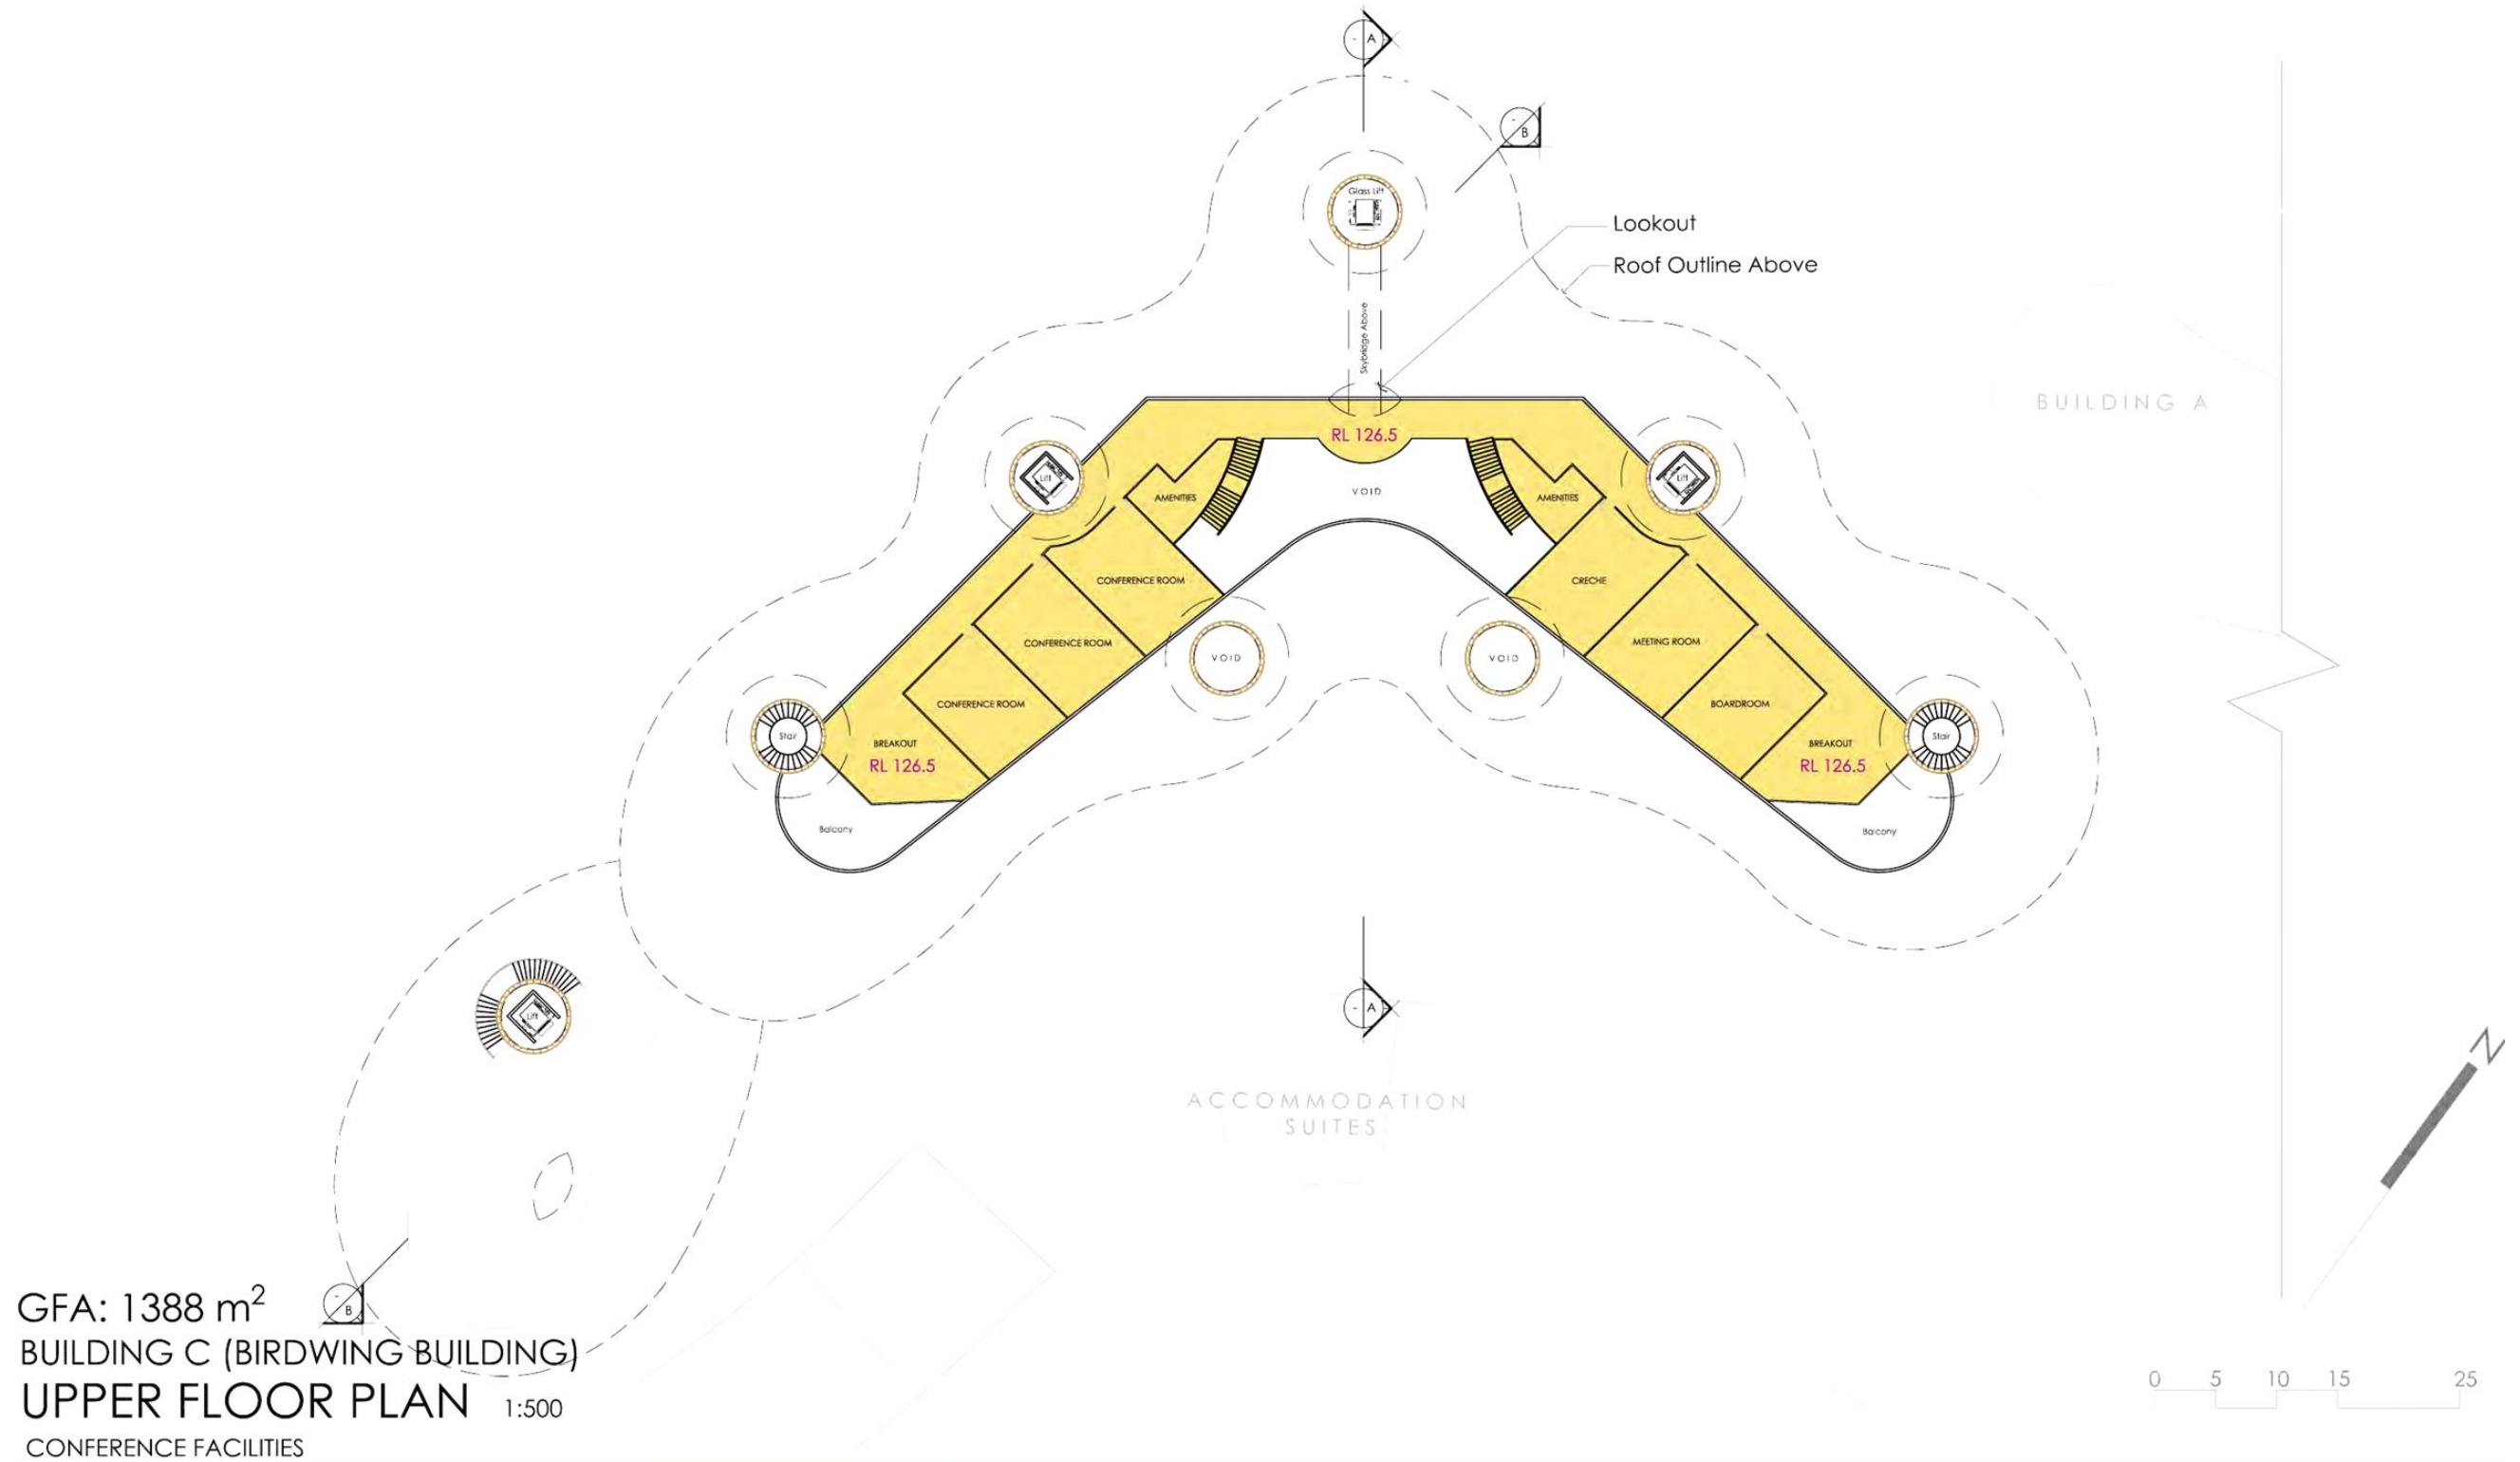 A
B
Glass Lift
Lookout
Roof Outline Above
Skybridge Above
BUILDING A
RL 126.5
VOID
Lift
Lift
AMENITIES
AMENITIES
CONFERENCE ROOM
CRECHE
CONFERENCE ROOM
MEETING ROOM
VOID
VOID
CONFERENCE ROOM
BOARDROOM
Stair
Stair
BREAKOUT
RL 126.5
BREAKOUT
RL 126.5
Balcony
Balcony
A
Lift
ACCOMMODATION
SUITES
N
B
GFA: 1388 m²
BUILDING C (BIRDWING BUILDING)
UPPER FLOOR PLAN 1:500
CONFERENCE FACILITIES
0 5 10 15 25